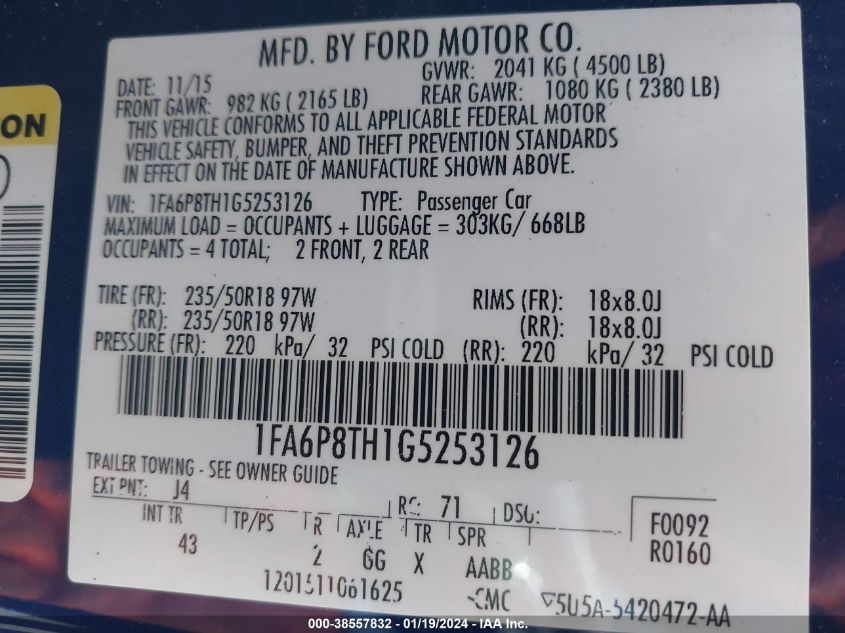 MFD. BY FORD MOTOR CO.
DATE: 11/15 GVWR: 2041 KG ( 4500 LB)
FRONT GAWR: 982 KG ( 2165 LB) REAR GAWR: 1080 KG ( 2380 LB)
THIS VEHICLE CONFORMS TO ALL APPLICABLE FEDERAL MOTOR
VEHICLE SAFETY, BUMPER, AND THEFT PREVENTION STANDARDS
IN EFFECT ON THE DATE OF MANUFACTURE SHOWN ABOVE.
ON
VIN: 1FA6P8TH1G5253126 TYPE: Passenger Car
MAXIMUM LOAD = OCCUPANTS + LUGGAGE = 303KG/ 668LB
OCCUPANTS = 4 TOTAL; 2 FRONT, 2 REAR
TIRE (FR): 235/50R18 97W RIMS (FR): 18x8.0J
(RR): 235/50R18 97W (RR): 18x8.0J
PRESSURE (FR): 220 kPa/ 32 PSI COLD (RR): 220 kPa/ 32 PSI COLD
1FA6P8TH1G5253126
TRAILER TOWING - SEE OWNER GUIDE
EXT PNT: J4 RC: 71 DSO:
INT TR TP/PS R AXLE TR SPR F0092
43 2 GG X AABB R0160
1201511061625 CMC 5U5A-5420472-AA
000-38557832 - 01/19/2024 - IAA Inc.